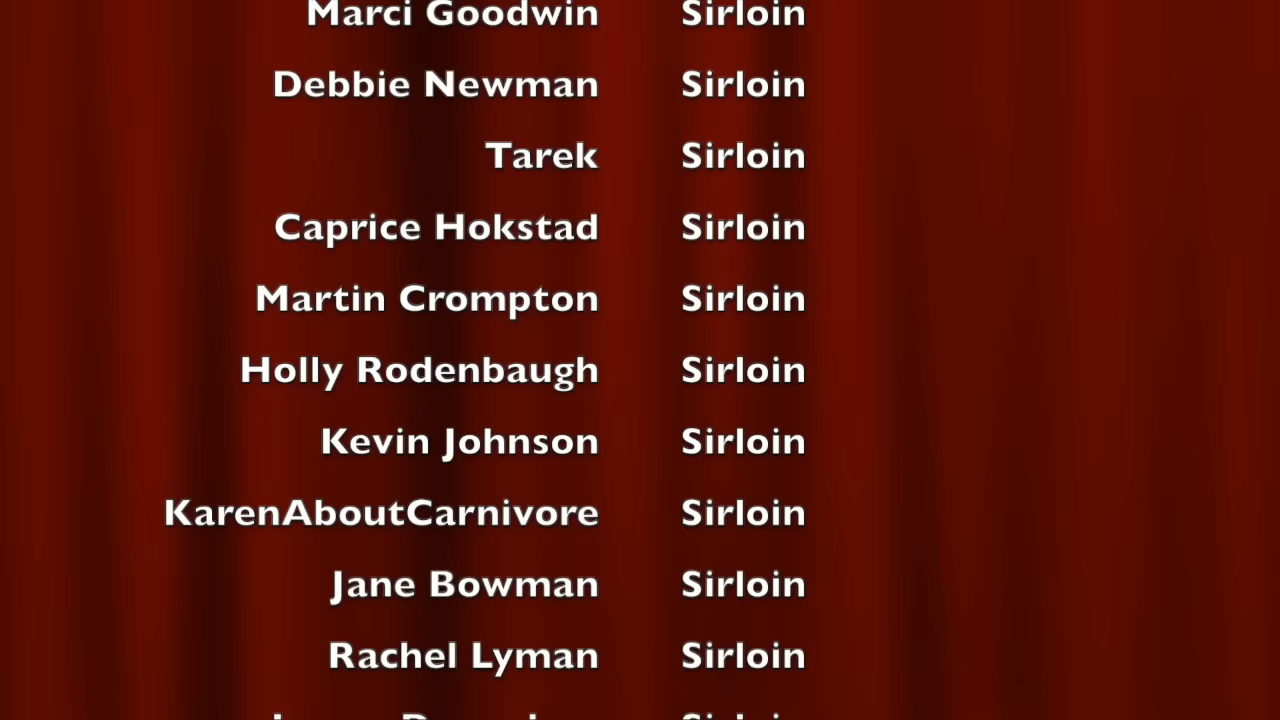 Marci Goodwin Sirloin
Debbie Newman Sirloin
Tarek Sirloin
Caprice Hokstad Sirloin
Martin Crompton Sirloin
Holly Rodenbaugh Sirloin
Kevin Johnson Sirloin
KarenAboutCarnivore Sirloin
Jane Bowman Sirloin
Rachel Lyman Sirloin